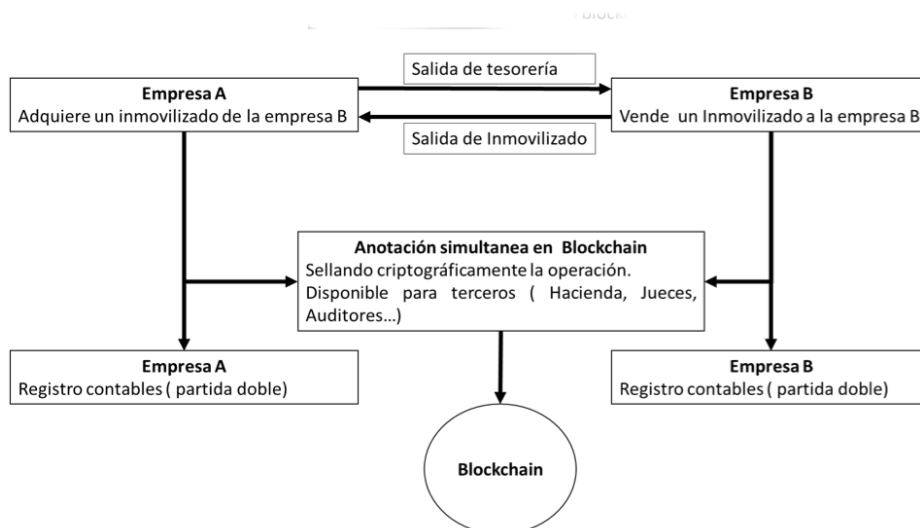 Salida de tesorería
Empresa A
Adquiere un inmovilizado de la empresa B
Empresa B
Vende un Inmovilizado a la empresa B
Salida de Inmovilizado
Anotación simultanea en Blockchain
Sellando criptográficamente la operación.
Disponible para terceros ( Hacienda, Jueces,
Auditores...)
Empresa A
Registro contables ( partida doble)
Empresa B
Registro contables ( partida doble)
Blockchain